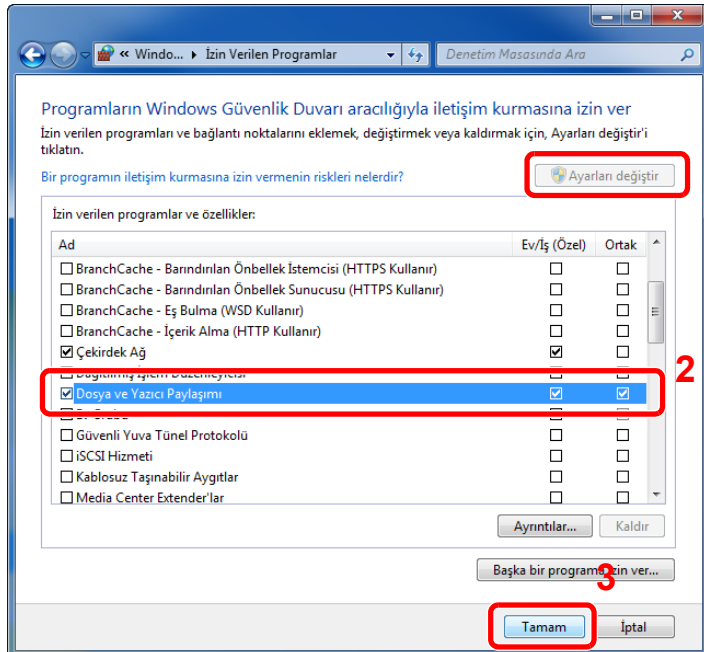 « Windo... ▸ İzin Verilen Programlar
Denetim Masasında Ara
Programların Windows Güvenlik Duvarı aracılığıyla iletişim kurmasına izin ver
İzin verilen programları ve bağlantı noktalarını eklemek, değiştirmek veya kaldırmak için, Ayarları değiştir'i
tıklatın.
Bir programın iletişim kurmasına izin vermenin riskleri nelerdir?
Ayarları değiştir
İzin verilen programlar ve özellikler:
Ad Ev/İş (Özel) Ortak
BranchCache - Barındırılan Önbellek İstemcisi (HTTPS Kullanır)
BranchCache - Barındırılan Önbellek Sunucusu (HTTPS Kullanır)
BranchCache - Eş Bulma (WSD Kullanır)
BranchCache - İçerik Alma (HTTP Kullanır)
Çekirdek Ağ
Dağıtılmış İşlem Düzenleyicisi
2
Dosya ve Yazıcı Paylaşımı
Ev Grubu
Güvenli Yuva Tünel Protokolü
iSCSI Hizmeti
Kablosuz Taşınabilir Aygıtlar
Media Center Extender'lar
Ayrıntılar... Kaldır
Başka bir programa izin ver...
3
Tamam İptal